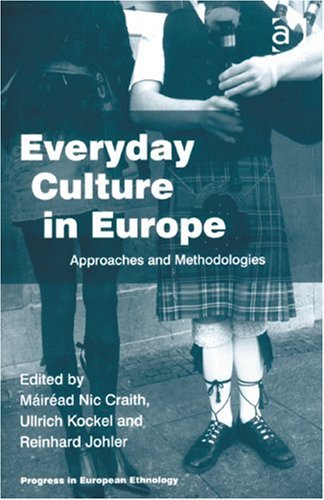 Everyday
Culture
in Europe
Approaches and Methodologies
Edited by
Máiréad Nic Craith,
Ullrich Kockel and
Reinhard Johler
Progress in European Ethnology